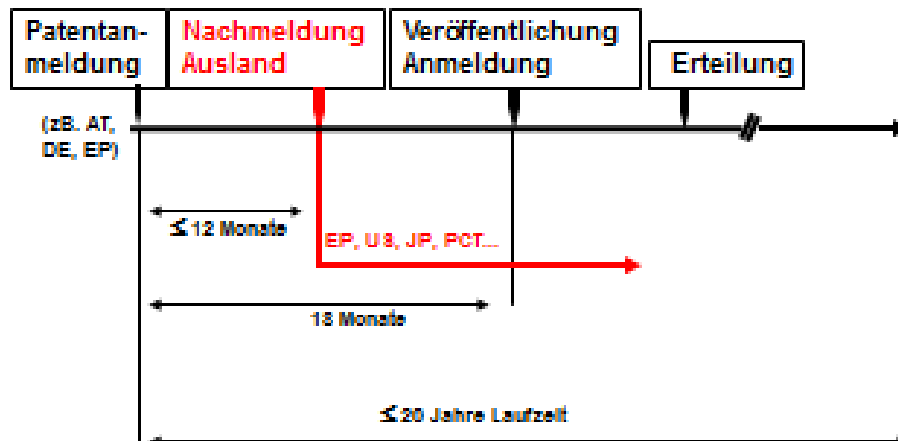 Patentan-
meldung
Nachmeldung
Ausland
Veröffentlichung
Anmeldung
Erteilung
(zB. AT,
DE, EP)
≤ 12 Monate
EP, US, JP, PCT...
18 Monate
≤ 20 Jahre Laufzeit